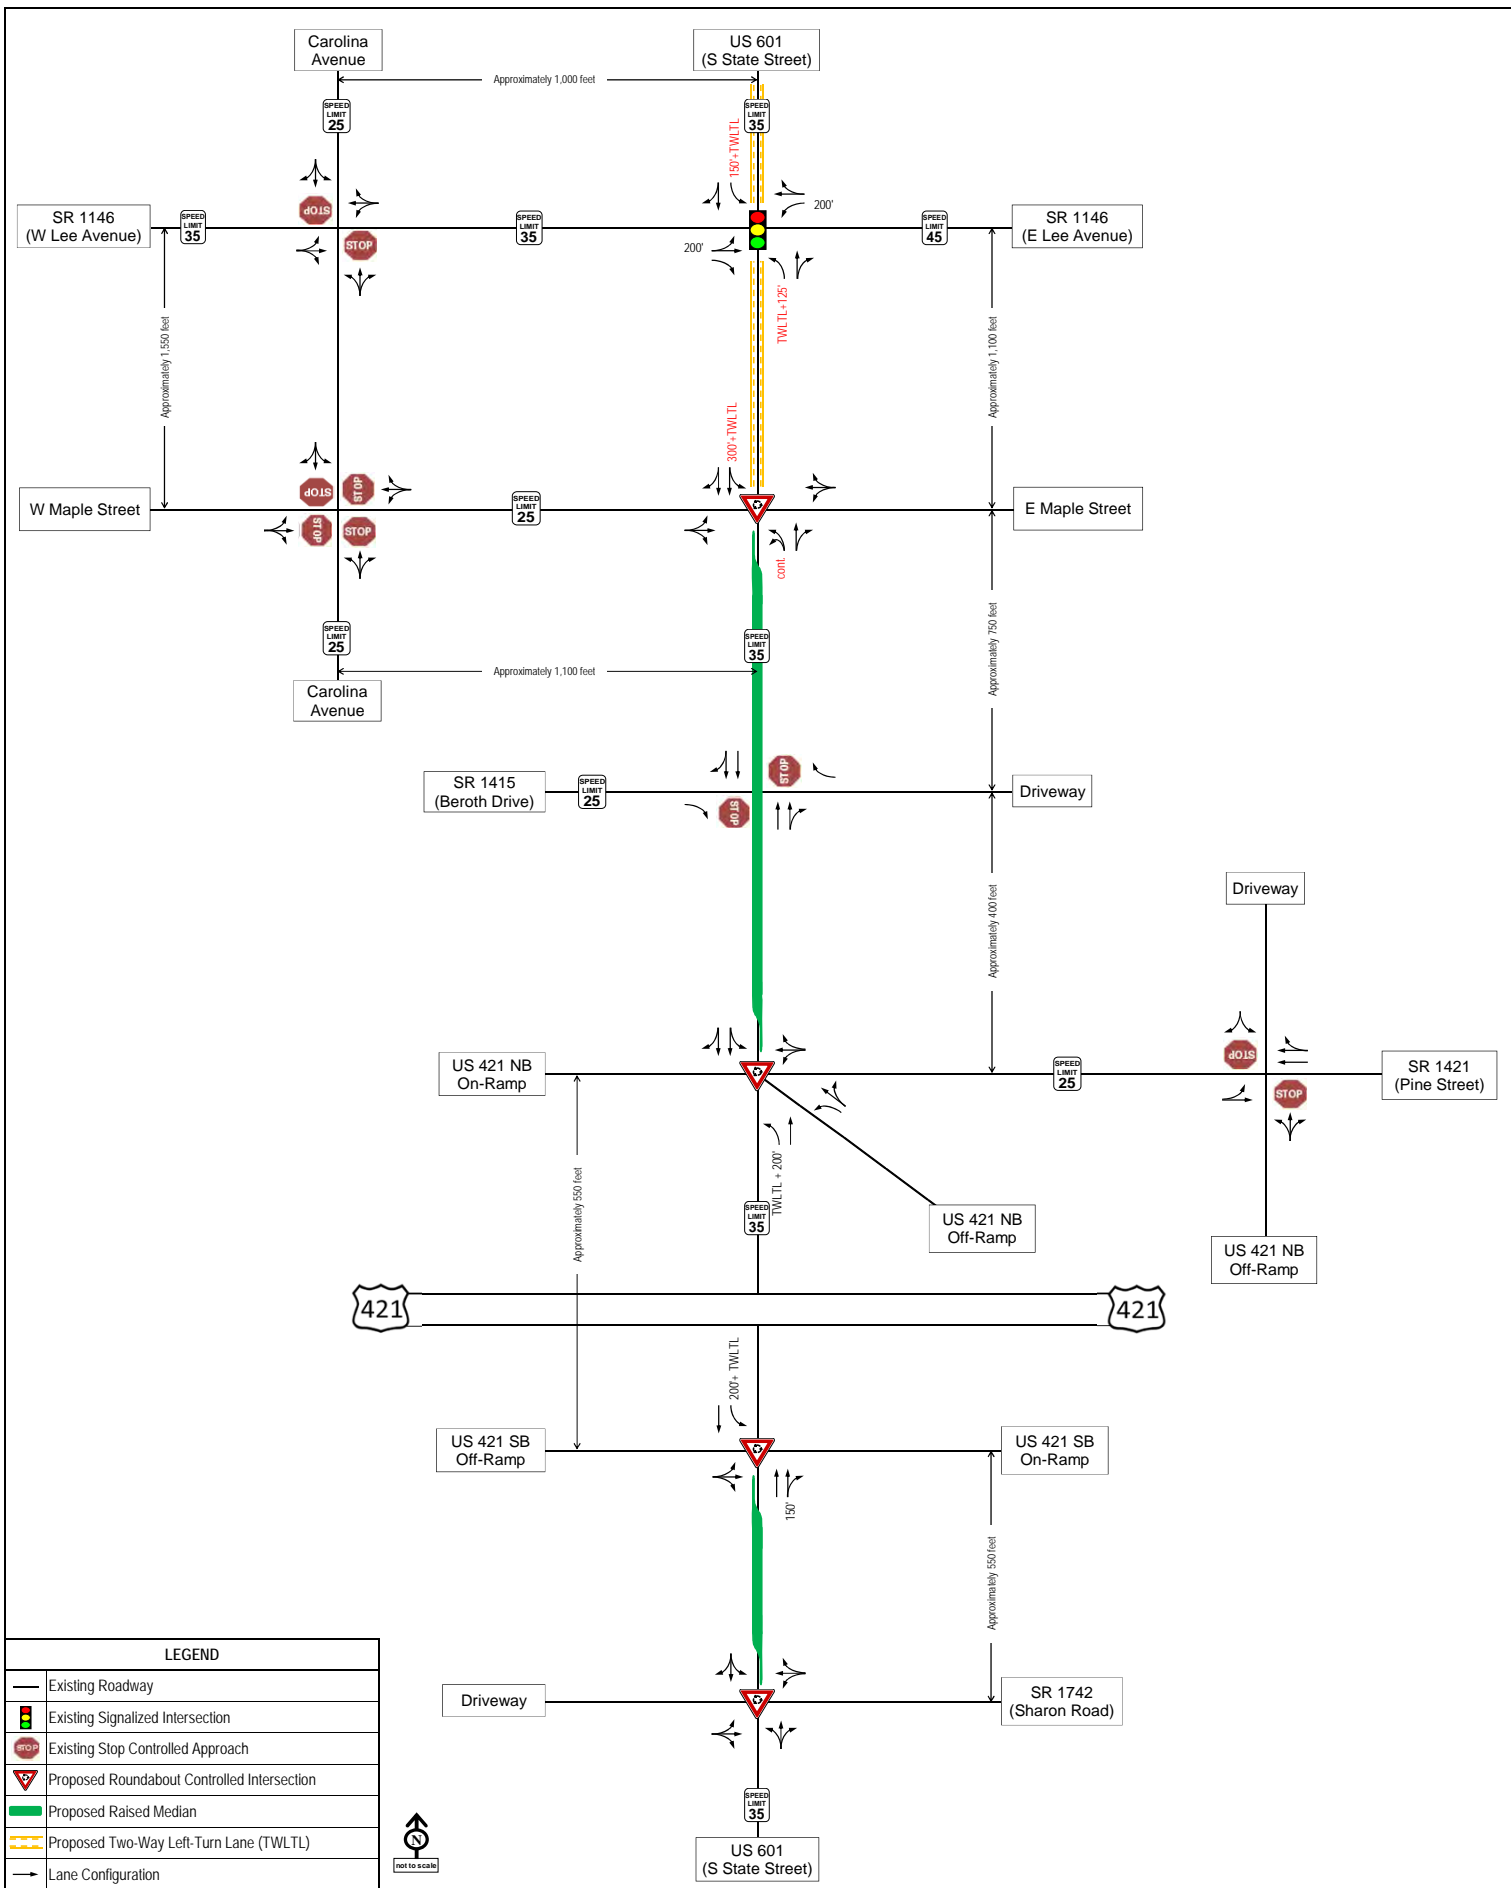 Carolina
Avenue
US 601
(S State Street)
Approximately 1,000 feet
SPEED
LIMIT
25
SPEED
LIMIT
35
150'+TWLTL
STOP
200'
SR 1146
(W Lee Avenue)
SPEED
LIMIT
35
SPEED
LIMIT
35
SPEED
LIMIT
45
SR 1146
(E Lee Avenue)
STOP
200'
TWLTL+125'
Approximately 1,550 feet
Approximately 1,100 feet
300'+TWLTL
STOP
STOP
W Maple Street
SPEED
LIMIT
25
E Maple Street
STOP
STOP
cont.
SPEED
LIMIT
25
SPEED
LIMIT
35
Approximately 750 feet
Approximately 1,100 feet
Carolina
Avenue
STOP
SR 1415
(Beroth Drive)
SPEED
LIMIT
25
Driveway
STOP
Driveway
Approximately 400 feet
STOP
US 421 NB
On-Ramp
SPEED
LIMIT
25
SR 1421
(Pine Street)
STOP
TWLTL + 200'
Approximately 550 feet
SPEED
LIMIT
35
US 421 NB
Off-Ramp
US 421 NB
Off-Ramp
421
421
200'+ TWLTL
US 421 SB
Off-Ramp
US 421 SB
On-Ramp
150'
Approximately 550 feet
Driveway
SR 1742
(Sharon Road)
SPEED
LIMIT
35
US 601
(S State Street)
LEGEND
Existing Roadway
Existing Signalized Intersection
STOP
Existing Stop Controlled Approach
Proposed Roundabout Controlled Intersection
Proposed Raised Median
Proposed Two-Way Left-Turn Lane (TWLTL)
Lane Configuration
N
not to scale